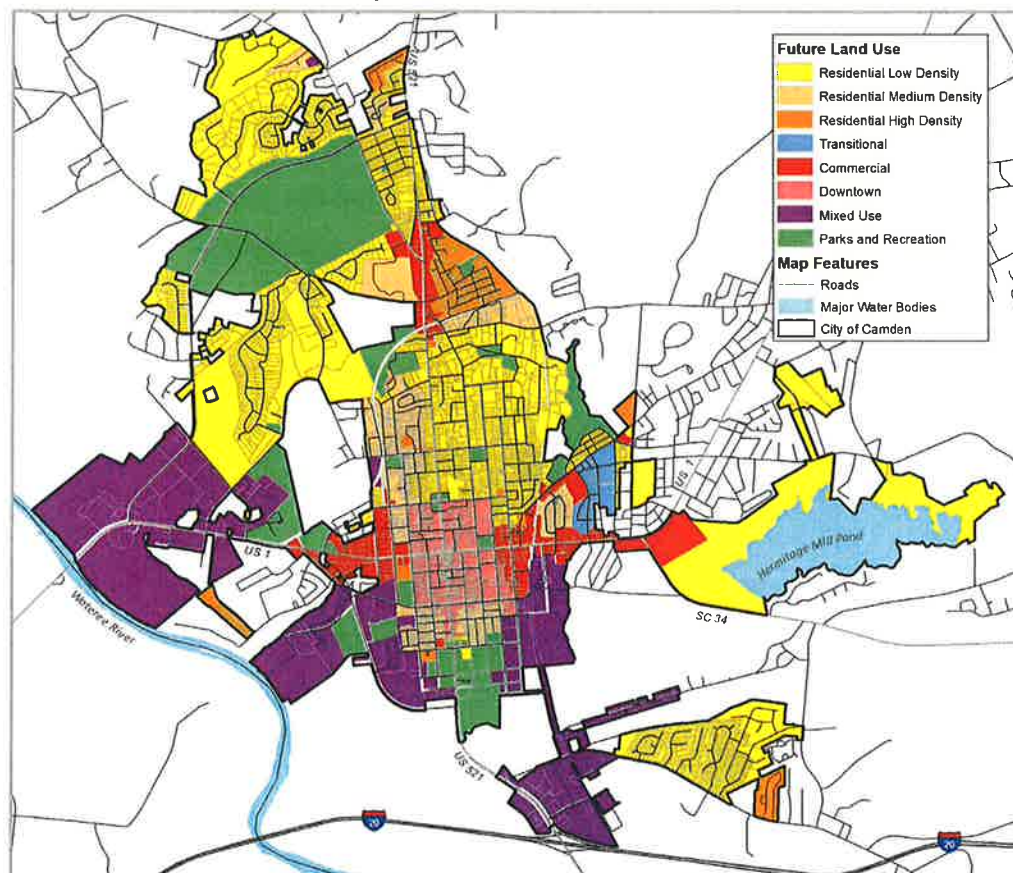 US 521
Future Land Use
Residential Low Density
Residential Medium Density
Residential High Density
Transitional
Commercial
Downtown
Mixed Use
Parks and Recreation
Map Features
Roads
Major Water Bodies
City of Camden
US 1
US 1
Hermitage Mill Pond
Wateree River
SC 34
US 521
20
20